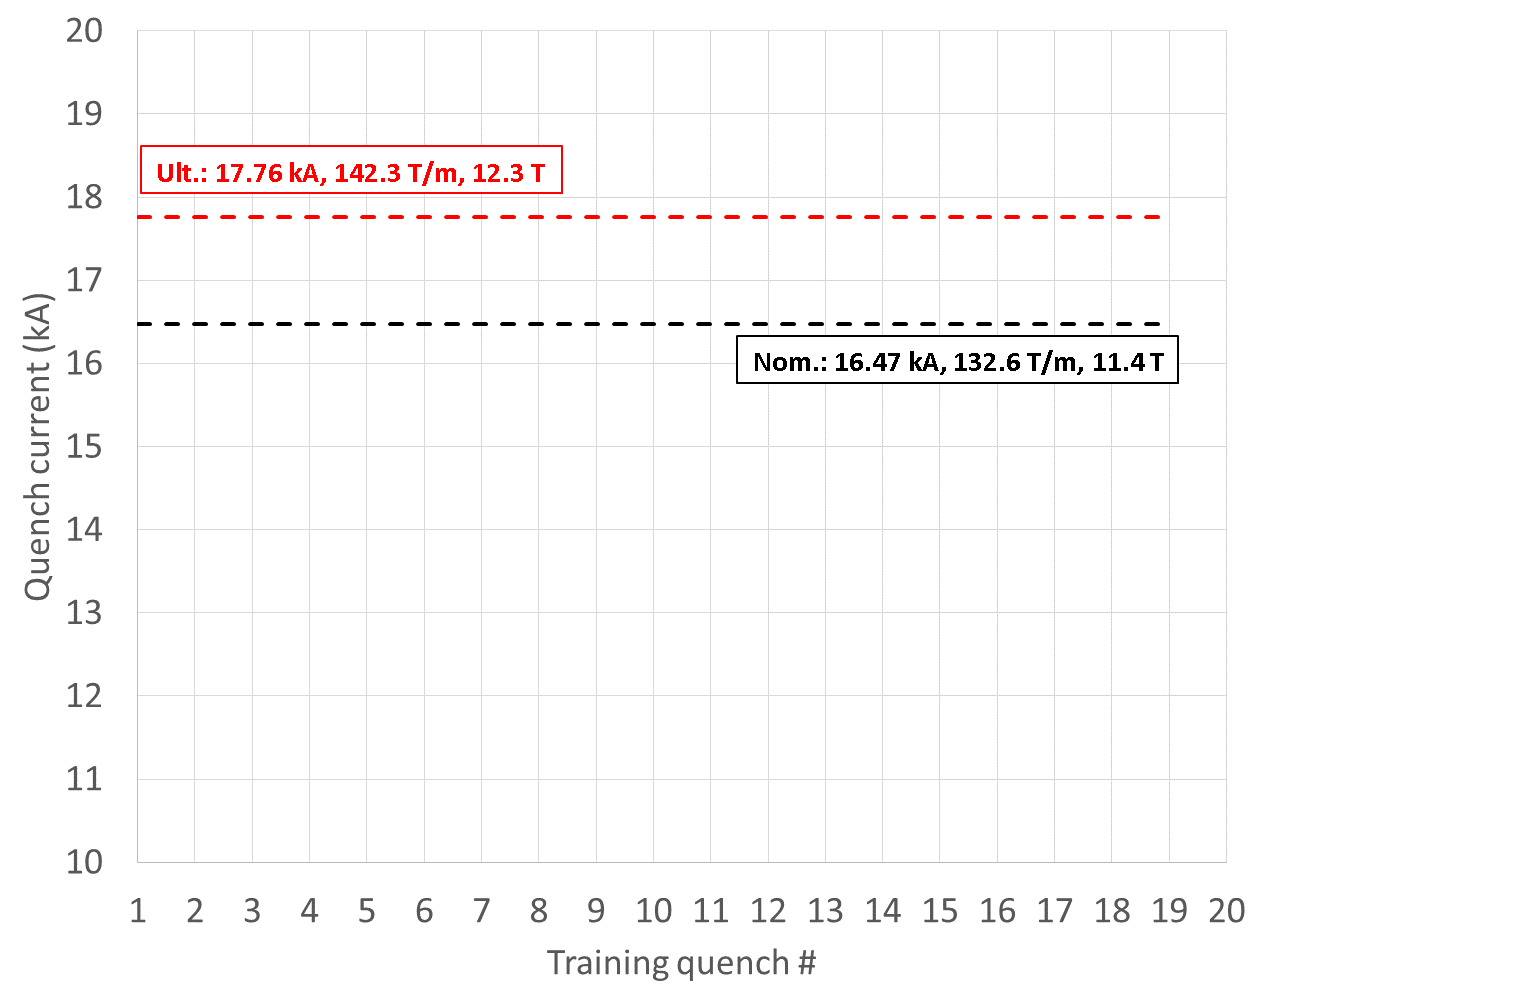 20
19
Ult.: 17.76 kA, 142.3 T/m, 12.3 T
18
17
Nom.: 16.47 kA, 132.6 T/m, 11.4 T
16
15
14
13
12
11
10
Quench current (kA)
1 2 3 4 5 6 7 8 9 10 11 12 13 14 15 16 17 18 19 20
Training quench #